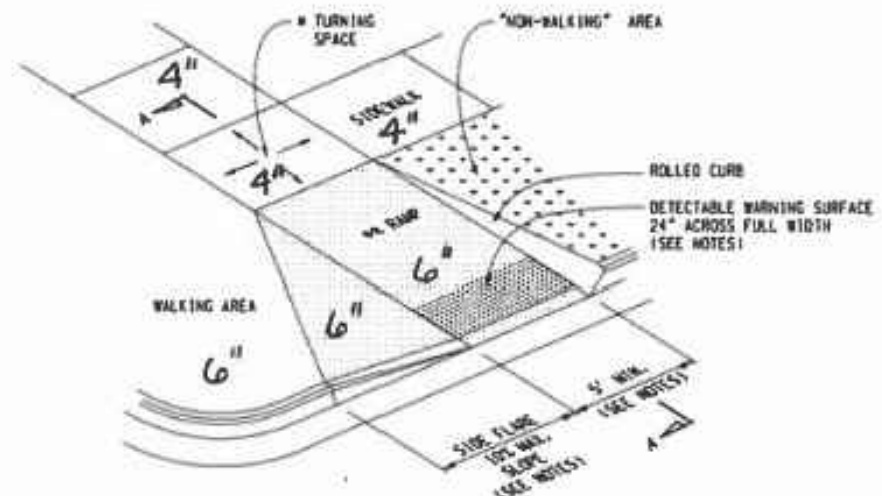 * TURNING
SPACE
"NON-WALKING" AREA
4"
A
SIDEWALK
4"
4"
ROLLED CURB
DETECTABLE WARNING SURFACE
24" ACROSS FULL WIDTH
(SEE NOTES)
** RAMP
6"
WALKING AREA
6"
6"
5' MIN.
(SEE NOTES)
SIDE FLARE
10% MAX.
SLOPE
(SEE NOTES)
A